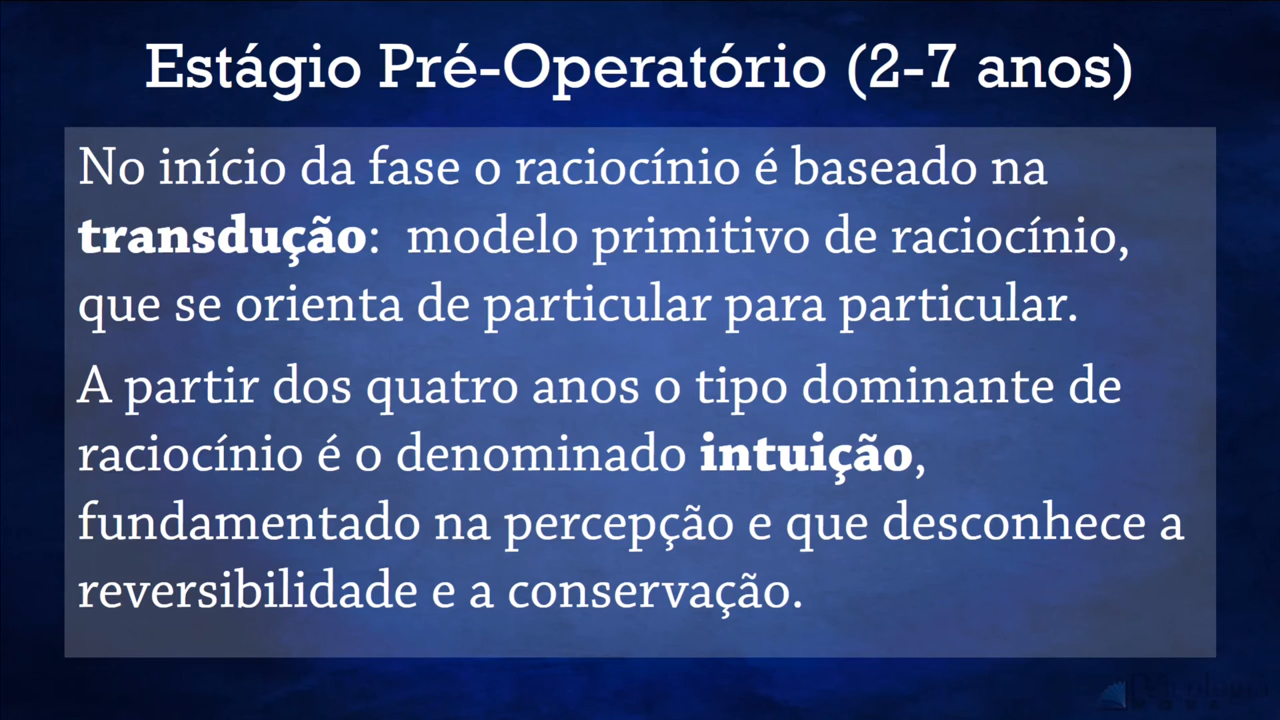 Estágio Pré-Operatório (2-7 anos)
No início da fase o raciocínio é baseado na
transdução: modelo primitivo de raciocínio,
que se orienta de particular para particular.
A partir dos quatro anos o tipo dominante de
raciocínio é o denominado intuição,
fundamentado na percepção e que desconhece a
reversibilidade e a conservação.